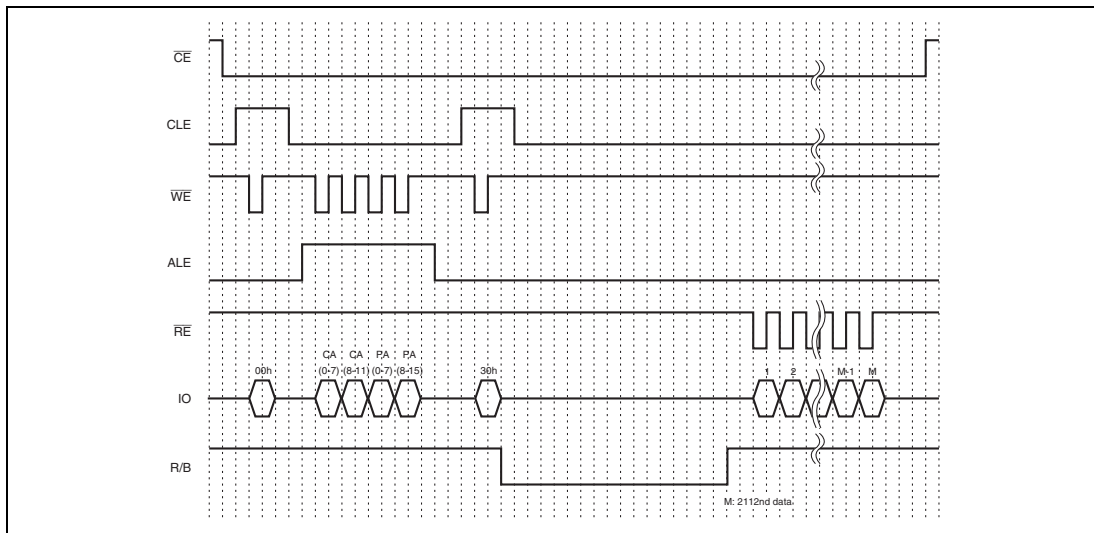 CE
CLE
WE
ALE
RE
CA CA PA PA
00h (0-7) (8-11) (0-7) (8-15) 30h 1 2 M-1 M
IO
R/B
M: 2112nd data